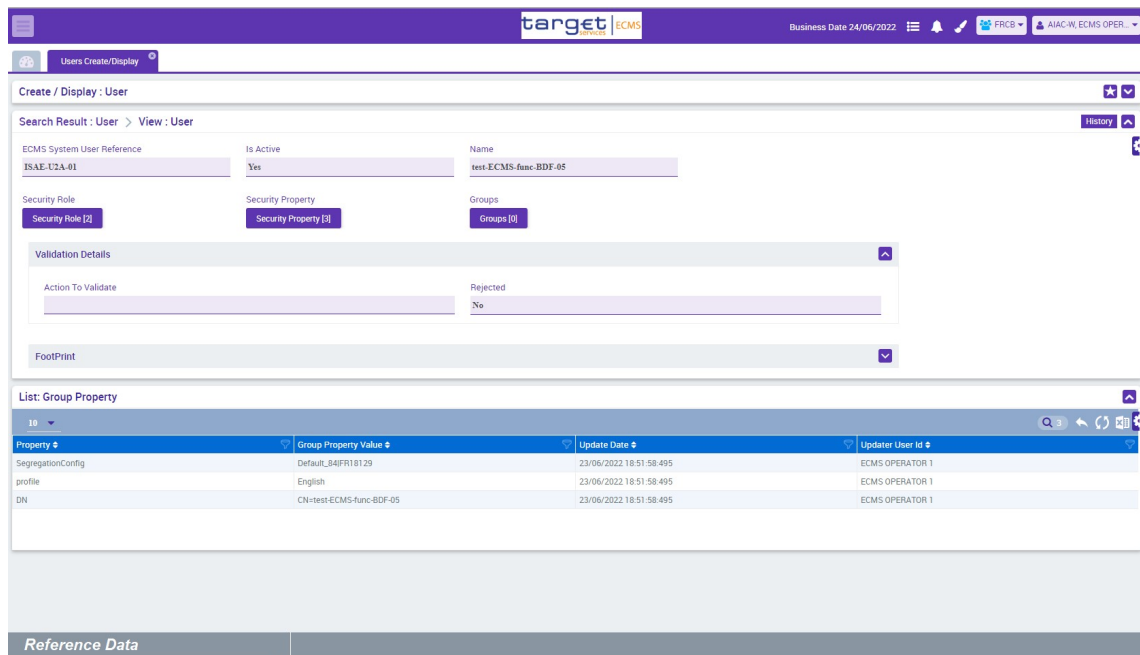 target | ECMS
services
Business Date 24/06/2022
FRCB
AIAC-W, ECMS OPER...
Users Create/Display
Create / Display : User
Search Result : User > View : User
History
ECMS System User Reference
Is Active
Name
ISAE-U2A-01
Yes
test-ECMS-func-BDF-05
Security Role
Security Property
Groups
Security Role [2]
Security Property [3]
Groups [0]
Validation Details
Action To Validate
Rejected
No
FootPrint
List: Group Property
10
3
Property
Group Property Value
Update Date
Updater User Id
SegregationConfig
Default_84|FR18129
23/06/2022 18:51:58:495
ECMS OPERATOR 1
profile
English
23/06/2022 18:51:58:495
ECMS OPERATOR 1
DN
CN=test-ECMS-func-BDF-05
23/06/2022 18:51:58:495
ECMS OPERATOR 1
Reference Data